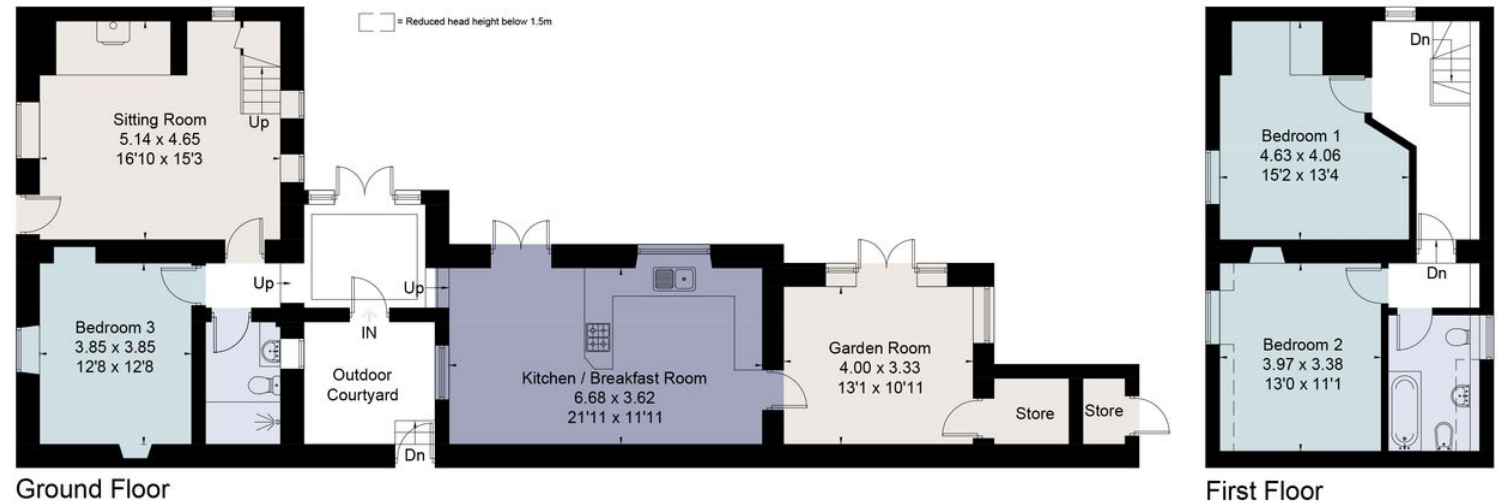 = Reduced head height below 1.5m
Sitting Room
5.14 x 4.65
16'10 x 15'3
Up
Up
Up
IN
Bedroom 3
3.85 x 3.85
12'8 x 12'8
Outdoor
Courtyard
Dn
Kitchen / Breakfast Room
6.68 x 3.62
21'11 x 11'11
Garden Room
4.00 x 3.33
13'1 x 10'11
Store
Store
Ground Floor
Dn
Bedroom 1
4.63 x 4.06
15'2 x 13'4
Dn
Bedroom 2
3.97 x 3.38
13'0 x 11'1
First Floor